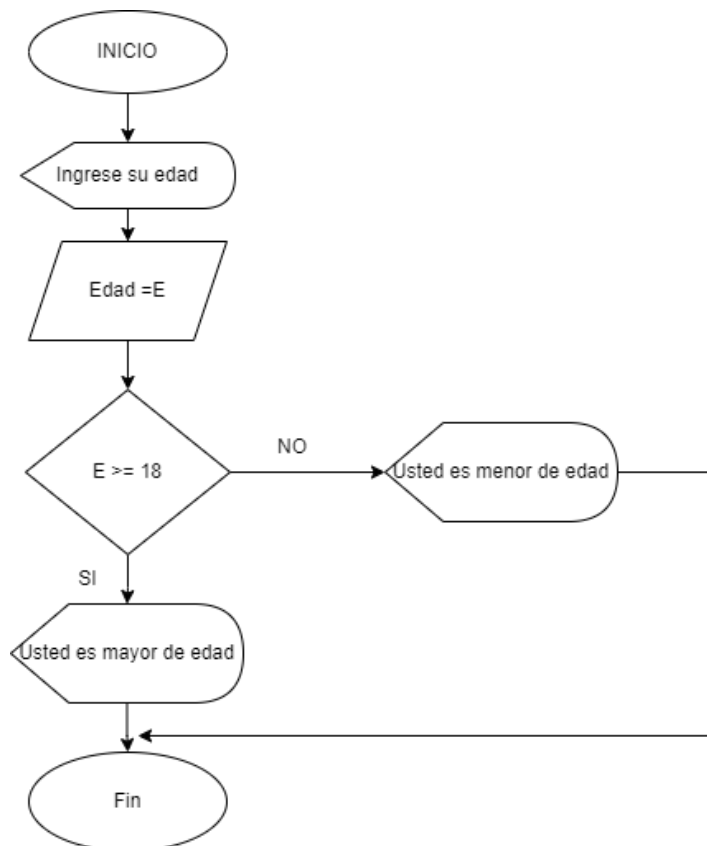 INICIO
Ingrese su edad
Edad =E
E >= 18
NO
Usted es menor de edad
SI
Usted es mayor de edad
Fin